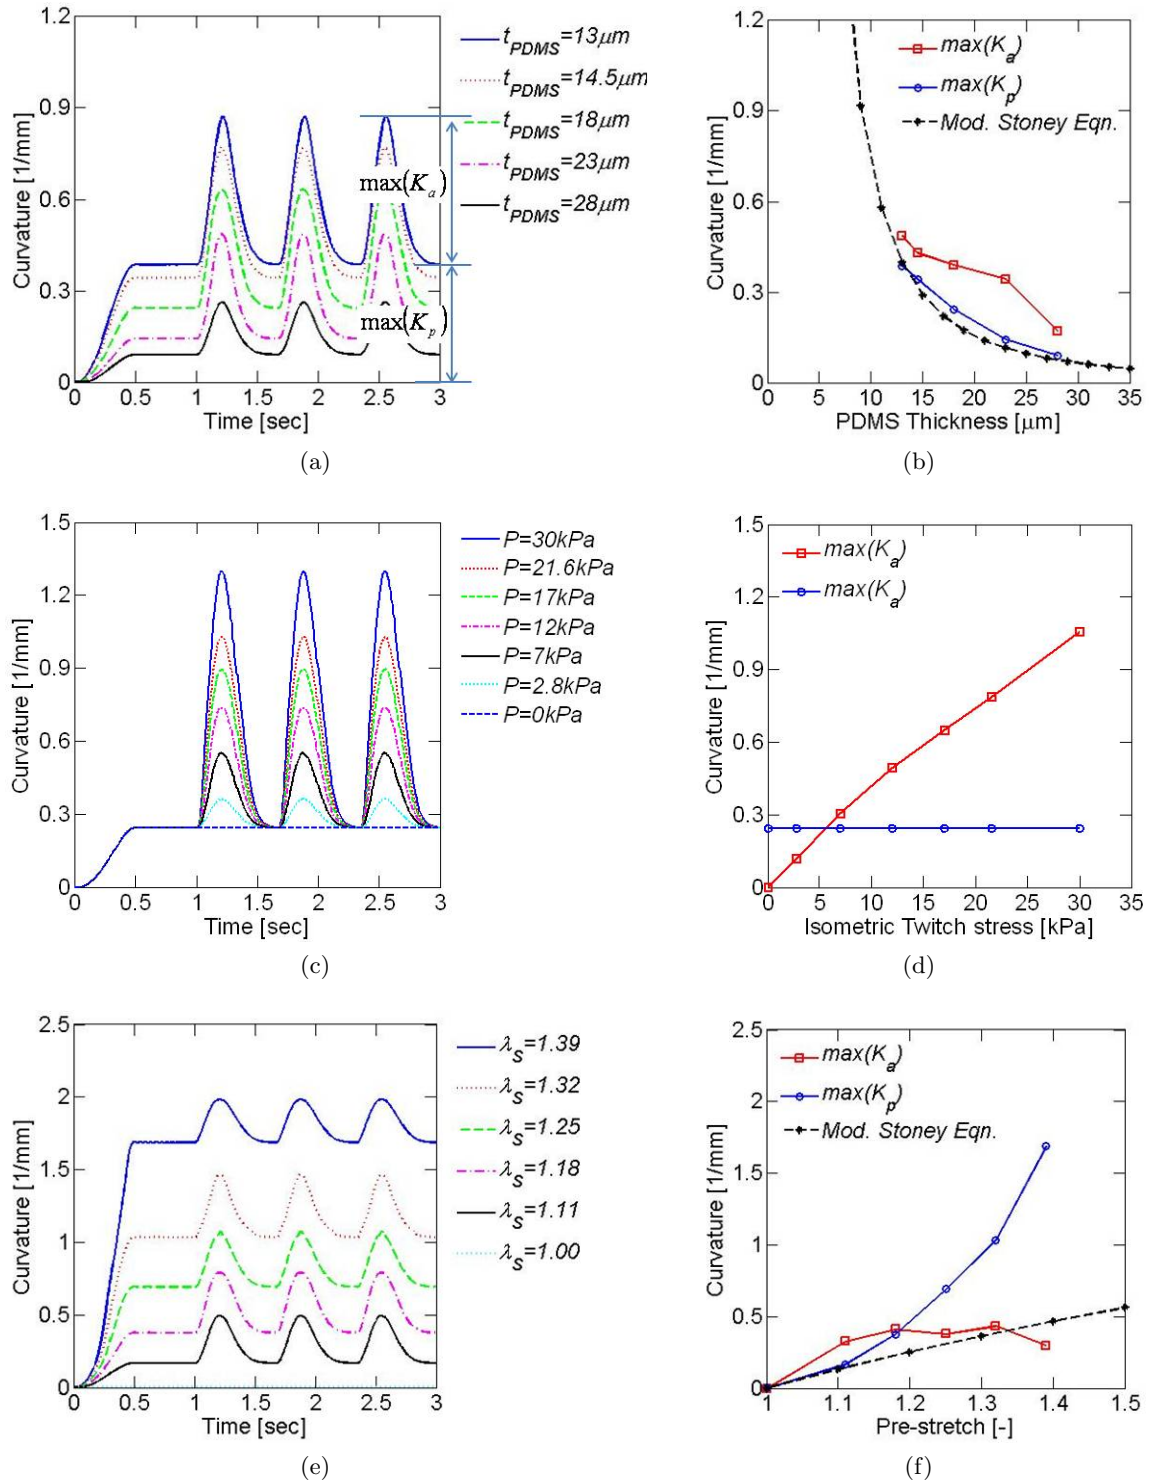 1.2
0.9
0.6
0.3
0
0 0.5 1 1.5 2 2.5 3
Curvature [1/mm]
Time [sec]
max(K_a)
max(K_p)
t_PDMS=13μm
t_PDMS=14.5μm
t_PDMS=18μm
t_PDMS=23μm
t_PDMS=28μm
(a)
1.2
0.9
0.6
0.3
0
0 5 10 15 20 25 30 35
Curvature [1/mm]
PDMS Thickness [μm]
max(K_a)
max(K_p)
Mod. Stoney Eqn.
(b)
1.5
1.2
0.9
0.6
0.3
0
0 0.5 1 1.5 2 2.5 3
Curvature [1/mm]
Time [sec]
P=30kPa
P=21.6kPa
P=17kPa
P=12kPa
P=7kPa
P=2.8kPa
P=0kPa
(c)
1.5
1.2
0.9
0.6
0.3
0
0 5 10 15 20 25 30 35
Curvature [1/mm]
Isometric Twitch stress [kPa]
max(K_a)
max(K_a)
(d)
2.5
2
1.5
1
0.5
0
0 0.5 1 1.5 2 2.5 3
Curvature [1/mm]
Time [sec]
λ_S=1.39
λ_S=1.32
λ_S=1.25
λ_S=1.18
λ_S=1.11
λ_S=1.00
(e)
2.5
2
1.5
1
0.5
0
1 1.1 1.2 1.3 1.4 1.5
Curvature [1/mm]
Pre-stretch [-]
max(K_a)
max(K_p)
Mod. Stoney Eqn.
(f)